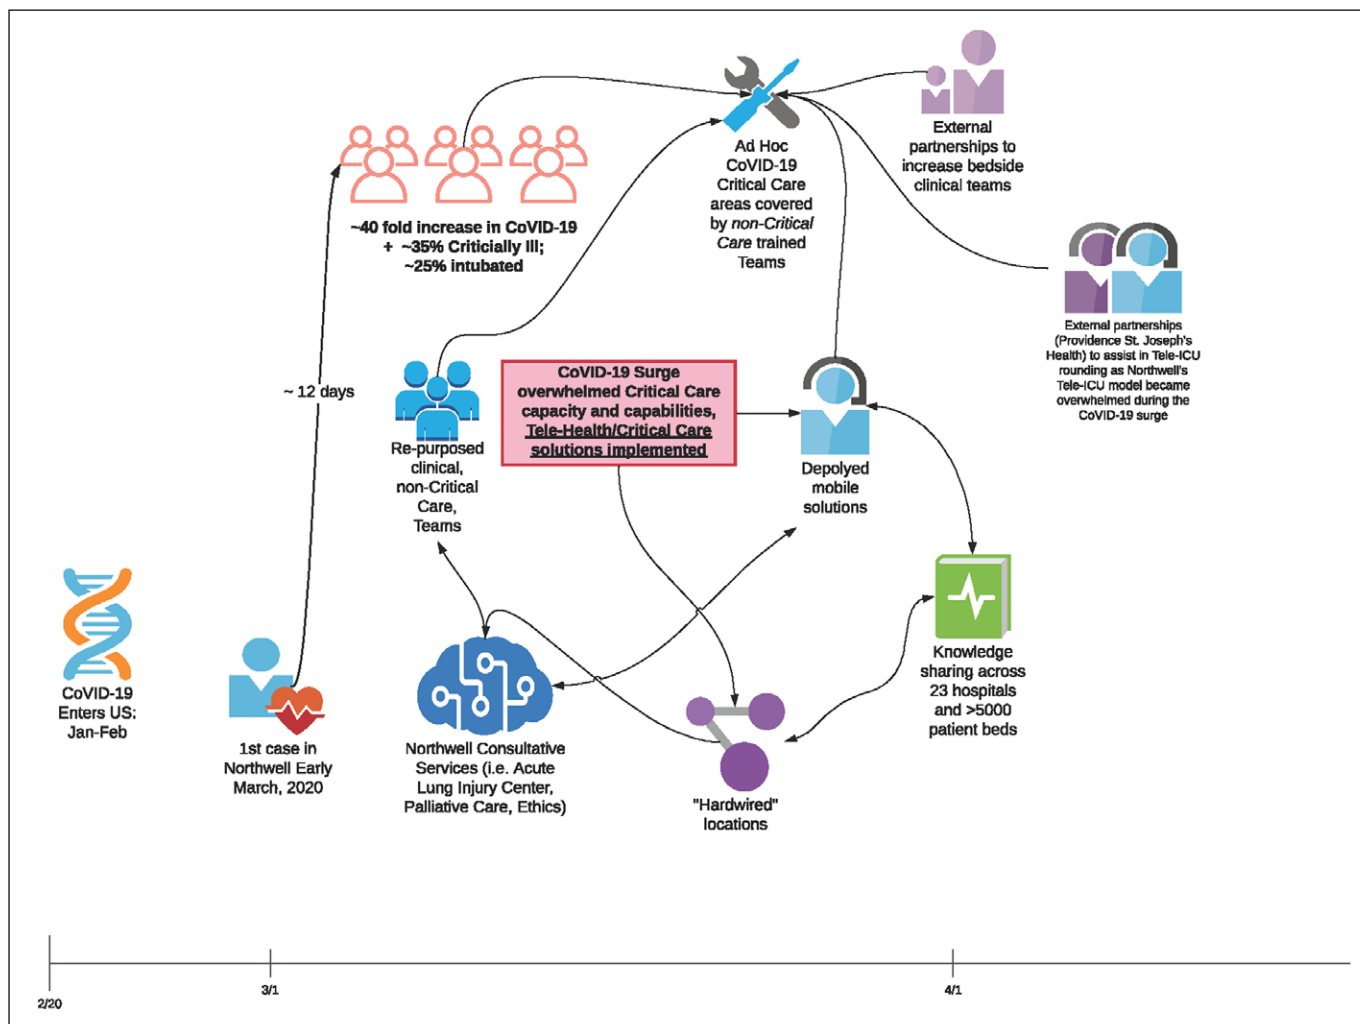 External
partnerships to
increase bedside
clinical teams
Ad Hoc
CoVID-19
Critical Care
areas covered
by non-Critical
Care trained
Teams
~40 fold increase in CoVID-19
+ ~35% Criticially Ill;
~25% intubated
External partnerships
(Providence St. Joseph's
Health) to assist in Tele-ICU
rounding as Northwell's
Tele-ICU model became
overwhelmed during the
CoVID-19 surge
~ 12 days
CoVID-19 Surge
overwhelmed Critical Care
capacity and capabilities,
Tele-Health/Critical Care
solutions implemented
Re-purposed
clinical,
non-Critical
Care,
Teams
Depolyed
mobile
solutions
CoVID-19
Enters US:
Jan-Feb
1st case in
Northwell Early
March, 2020
Northwell Consultative
Services (i.e. Acute
Lung Injury Center,
Palliative Care, Ethics)
"Hardwired"
locations
Knowledge
sharing across
23 hospitals
and >5000
patient beds
2/20
3/1
4/1